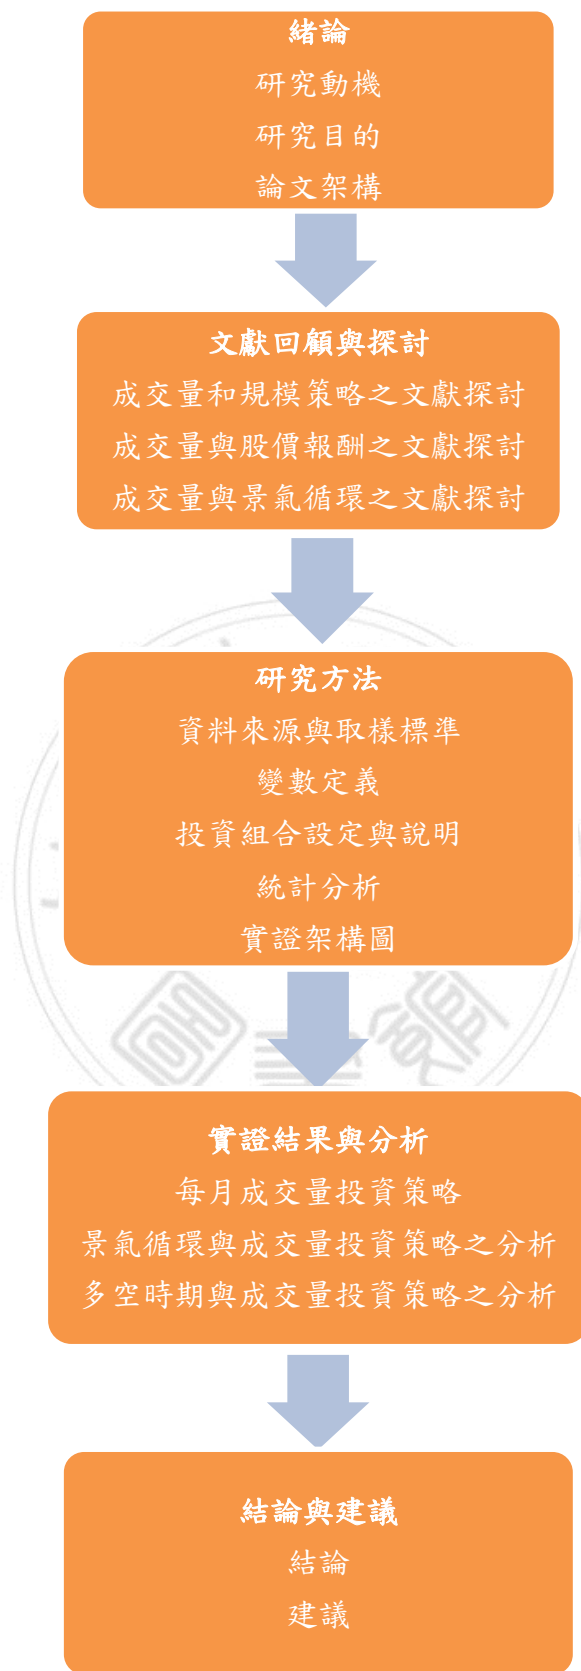 緒論
研究動機
研究目的
論文架構
文獻回顧與探討
成交量和規模策略之文獻探討
成交量與股價報酬之文獻探討
成交量與景氣循環之文獻探討
研究方法
資料來源與取樣標準
變數定義
投資組合設定與說明
統計分析
實證架構圖
實證結果與分析
每月成交量投資策略
景氣循環與成交量投資策略之分析
多空時期與成交量投資策略之分析
結論與建議
結論
建議